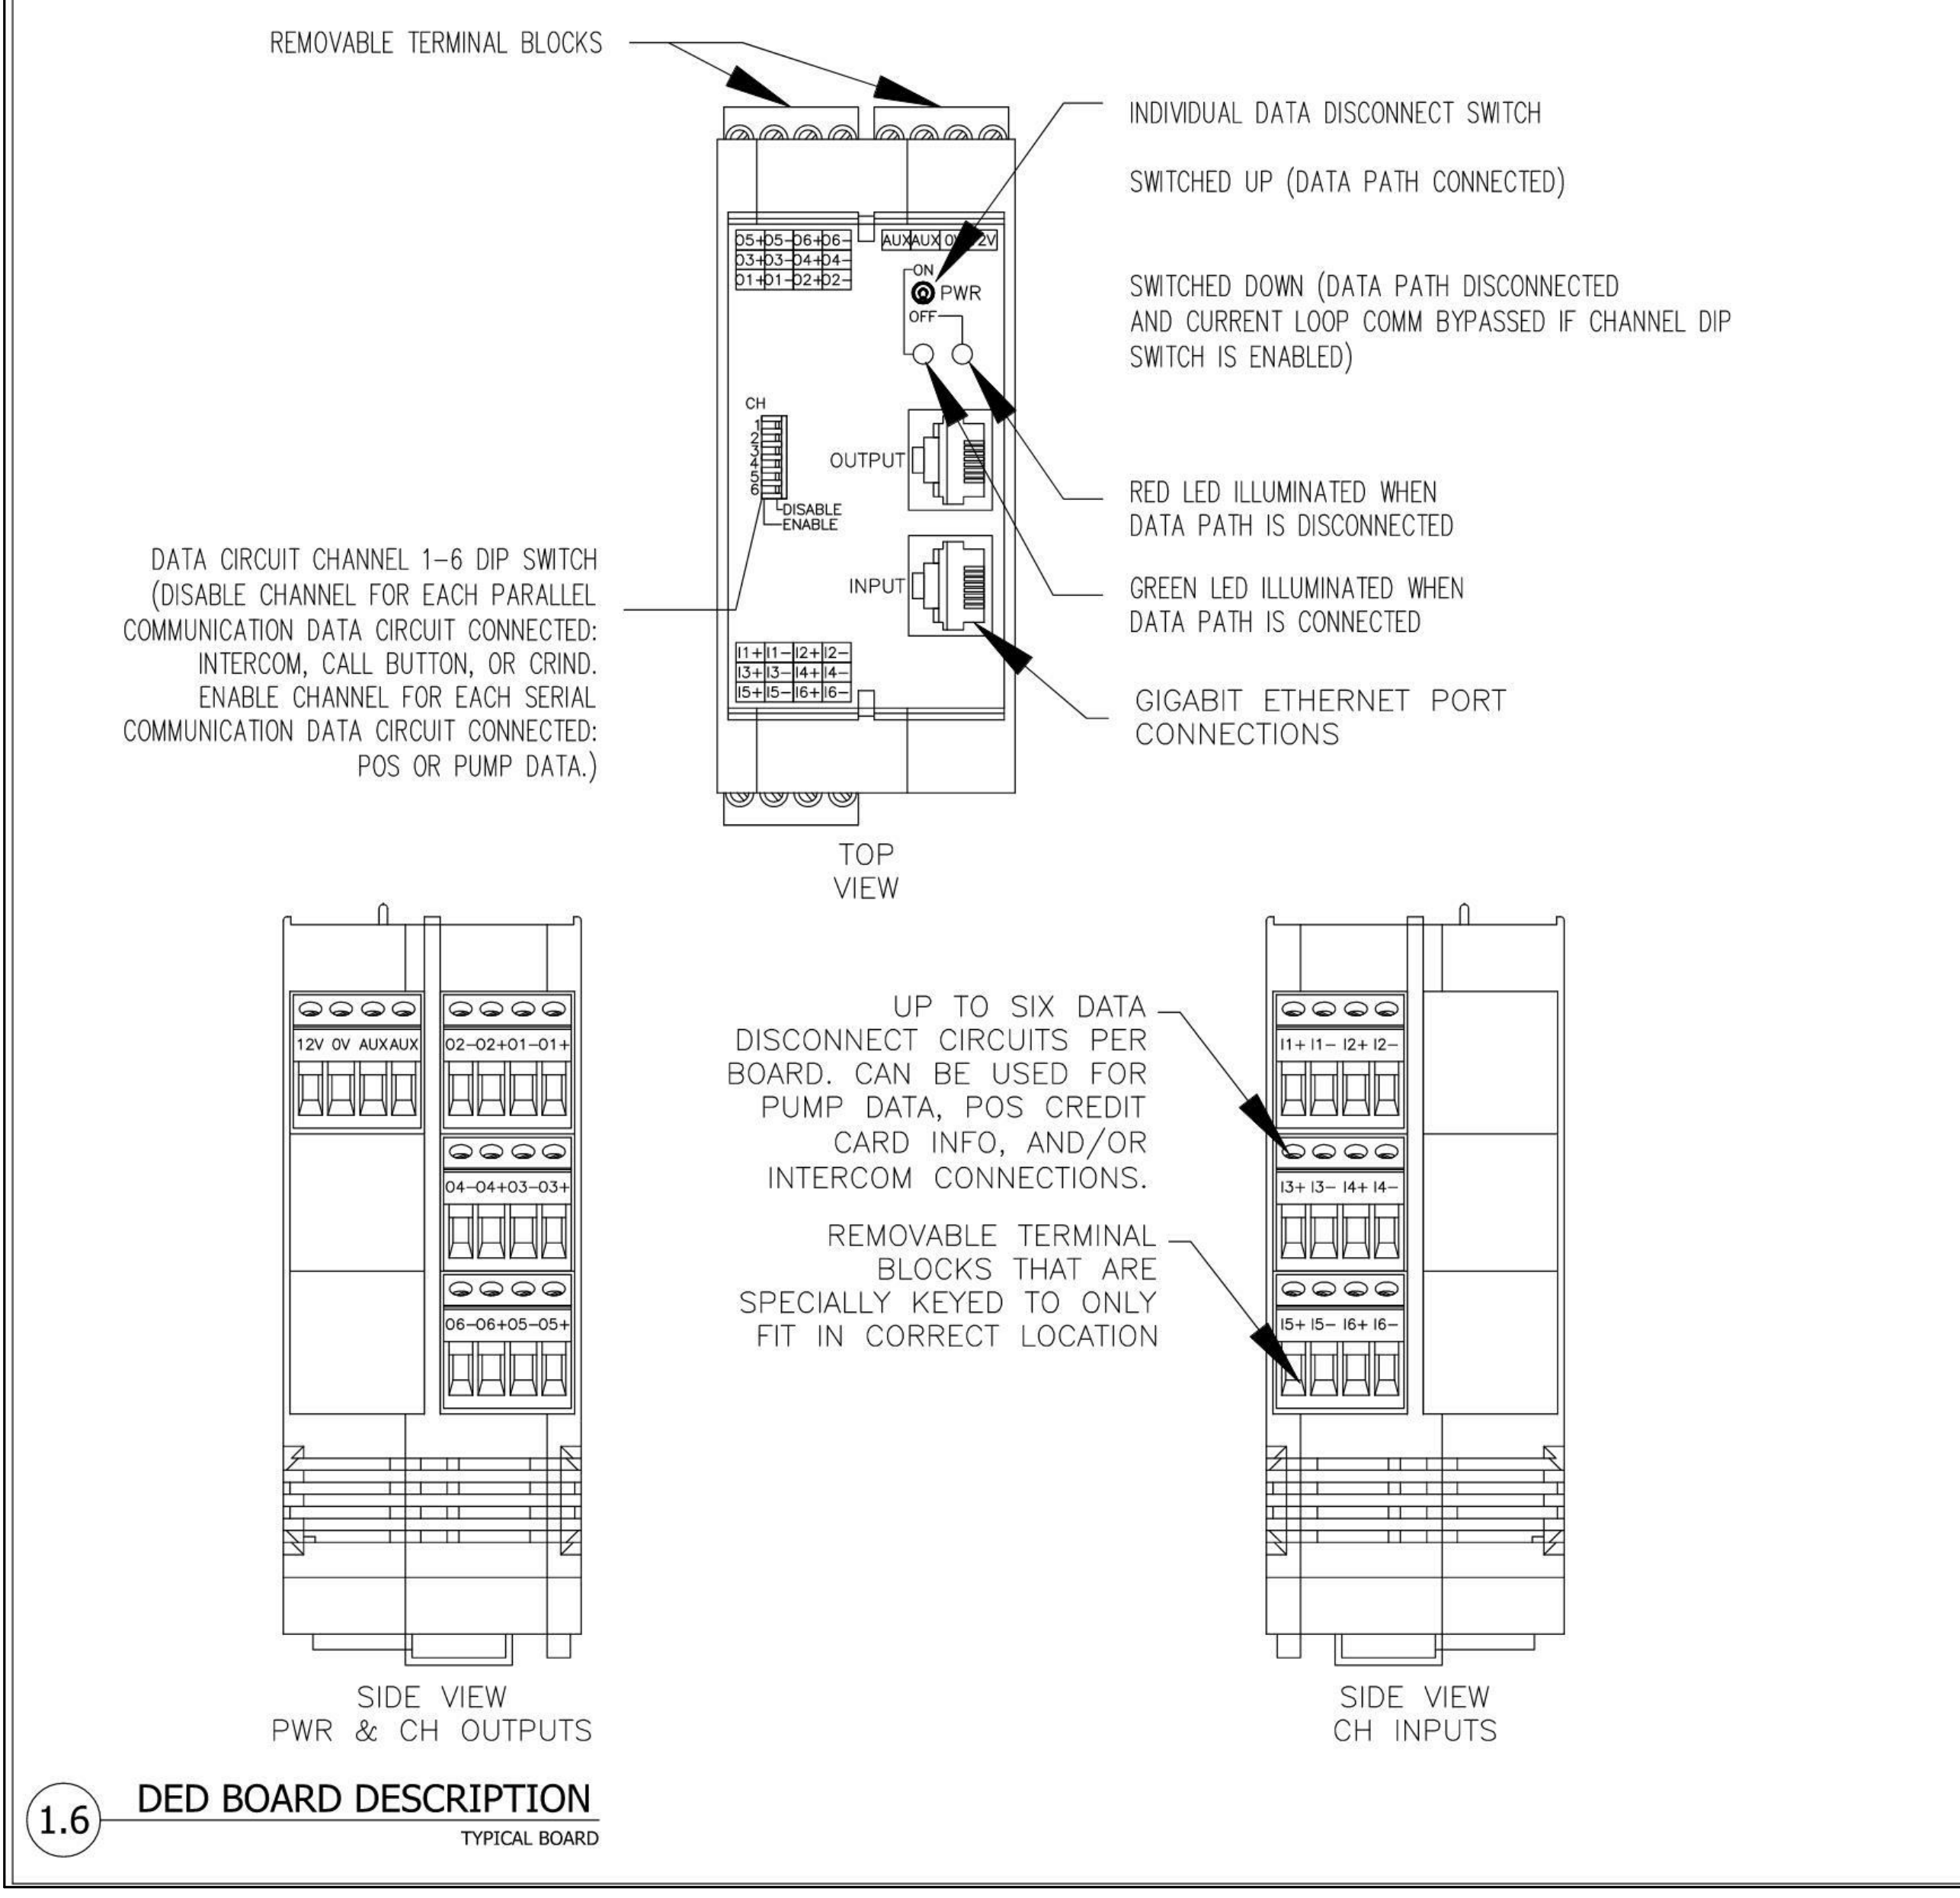 REMOVABLE TERMINAL BLOCKS
INDIVIDUAL DATA DISCONNECT SWITCH
SWITCHED UP (DATA PATH CONNECTED)
SWITCHED DOWN (DATA PATH DISCONNECTED
AND CURRENT LOOP COMM BYPASSED IF CHANNEL DIP
SWITCH IS ENABLED)
O5+ O5- O6+ O6-
O3+ O3- O4+ O4-
O1+ O1- O2+ O2-
AUX AUX
ON
PWR
OFF
CH
1
2
3
4
5
6
DISABLE
ENABLE
OUTPUT
INPUT
RED LED ILLUMINATED WHEN
DATA PATH IS DISCONNECTED
GREEN LED ILLUMINATED WHEN
DATA PATH IS CONNECTED
DATA CIRCUIT CHANNEL 1-6 DIP SWITCH
(DISABLE CHANNEL FOR EACH PARALLEL
COMMUNICATION DATA CIRCUIT CONNECTED:
INTERCOM, CALL BUTTON, OR CRIND.
ENABLE CHANNEL FOR EACH SERIAL
COMMUNICATION DATA CIRCUIT CONNECTED:
POS OR PUMP DATA.)
I1+ I1- I2+ I2-
I3+ I3- I4+ I4-
I5+ I5- I6+ I6-
GIGABIT ETHERNET PORT
CONNECTIONS
TOP
VIEW
12V 0V AUX AUX
O2- O2+ O1- O1+
O4- O4+ O3- O3+
O6- O6+ O5- O5+
SIDE VIEW
PWR & CH OUTPUTS
UP TO SIX DATA
DISCONNECT CIRCUITS PER
BOARD. CAN BE USED FOR
PUMP DATA, POS CREDIT
CARD INFO, AND/OR
INTERCOM CONNECTIONS.
REMOVABLE TERMINAL
BLOCKS THAT ARE
SPECIALLY KEYED TO ONLY
FIT IN CORRECT LOCATION
I1+ I1- I2+ I2-
I3+ I3- I4+ I4-
I5+ I5- I6+ I6-
SIDE VIEW
CH INPUTS
1.6
DED BOARD DESCRIPTION
TYPICAL BOARD